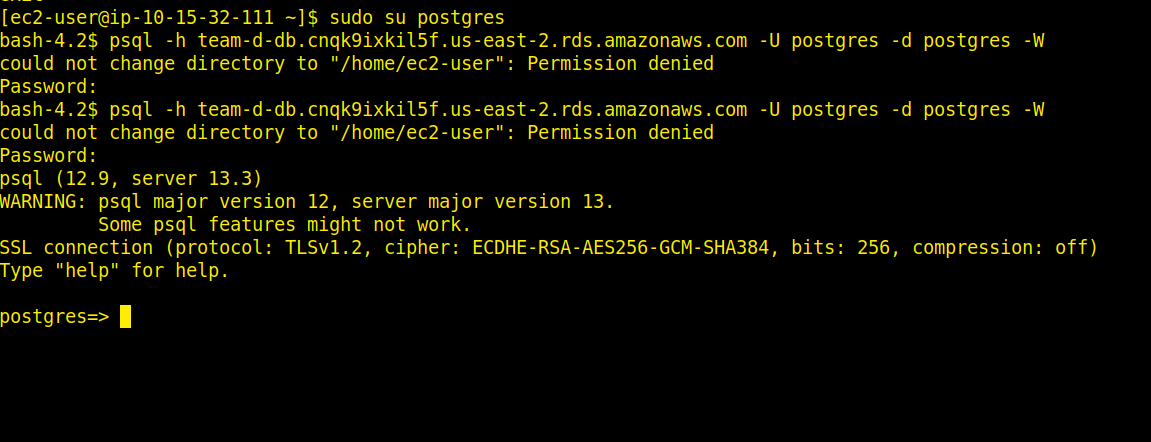 [ec2-user@ip-10-15-32-111 ~]$ sudo su postgres
bash-4.2$ psql -h team-d-db.cnqk9ixkil5f.us-east-2.rds.amazonaws.com -U postgres -d postgres -W
could not change directory to "/home/ec2-user": Permission denied
Password:
bash-4.2$ psql -h team-d-db.cnqk9ixkil5f.us-east-2.rds.amazonaws.com -U postgres -d postgres -W
could not change directory to "/home/ec2-user": Permission denied
Password:
psql (12.9, server 13.3)
WARNING: psql major version 12, server major version 13.
         Some psql features might not work.
SSL connection (protocol: TLSv1.2, cipher: ECDHE-RSA-AES256-GCM-SHA384, bits: 256, compression: off)
Type "help" for help.
postgres=>